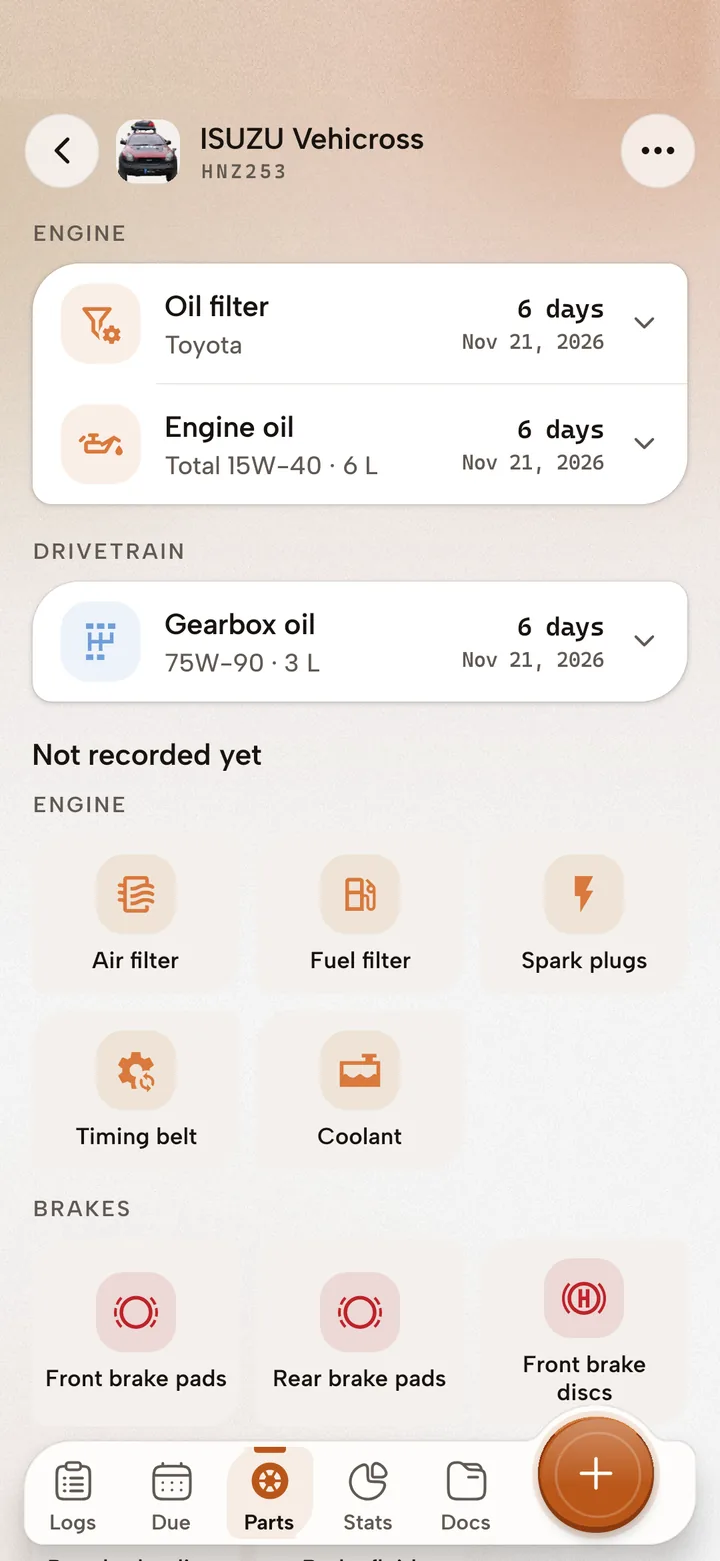 ISUZU Vehicross
HNZ253
ENGINE
Oil filter
6 days
Toyota
Nov 21, 2026
Engine oil
6 days
Total 15W-40 · 6 L
Nov 21, 2026
DRIVETRAIN
Gearbox oil
6 days
75W-90 · 3 L
Nov 21, 2026
Not recorded yet
ENGINE
Air filter
Fuel filter
Spark plugs
Timing belt
Coolant
BRAKES
Front brake pads
Rear brake pads
Front brake
discs
Logs
Due
Parts
Stats
Docs